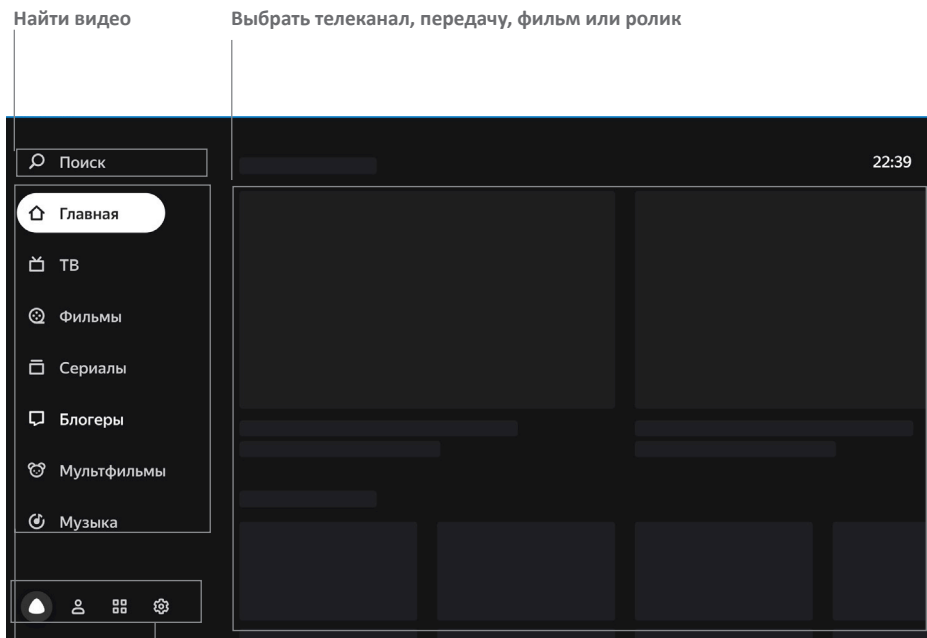 Найти видео
Выбрать телеканал, передачу, фильм или ролик
Поиск
22:39
Главная
ТВ
Фильмы
Сериалы
Блогеры
Мультфильмы
Музыка